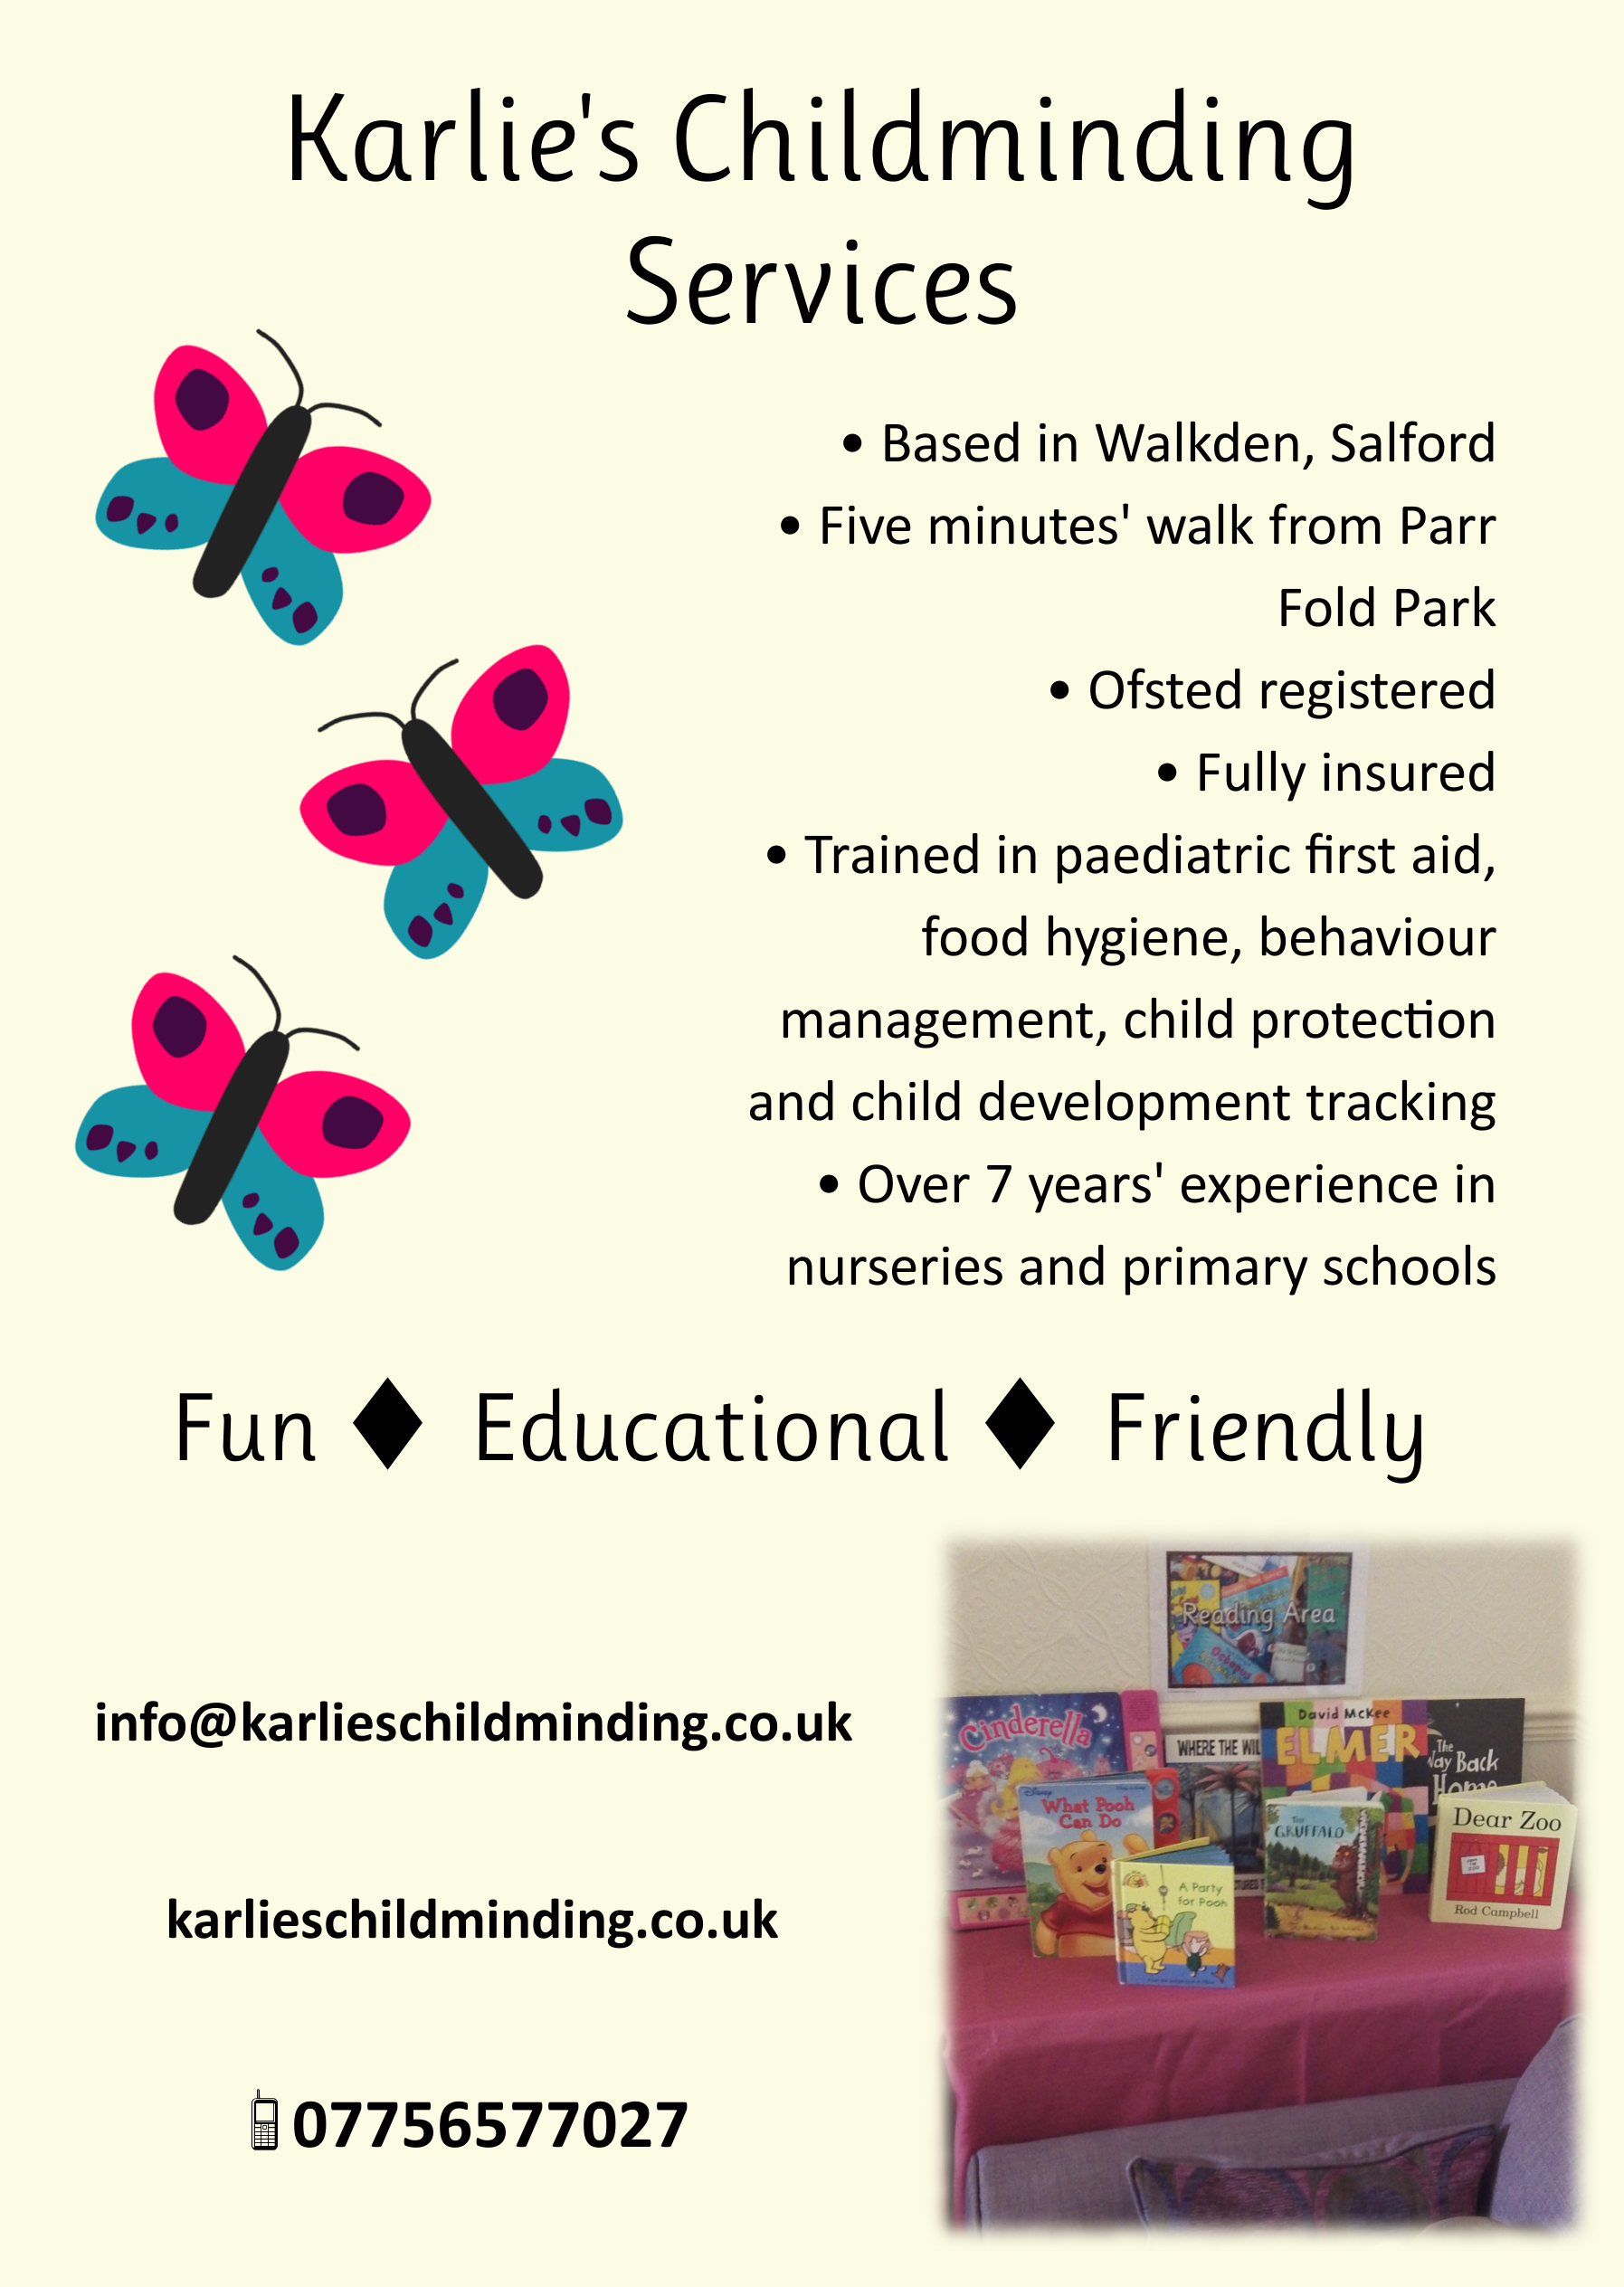 Karlie's Childminding
Services
• Based in Walkden, Salford
• Five minutes' walk from Parr
Fold Park
• Ofsted registered
• Fully insured
• Trained in paediatric first aid,
food hygiene, behaviour
management, child protection
and child development tracking
• Over 7 years' experience in
nurseries and primary schools
Fun ♦ Educational ♦ Friendly
info@karlieschildminding.co.uk
karlieschildminding.co.uk
07756577027
Reading Area
Octopus
Cinderella
WHERE THE WIL
David McKee
ELMER
The
Way Back
Home
Disney
What Pooh
Can Do
A Party
for Pooh
THE
GRUFFALO
Dear Zoo
Rod Campbell